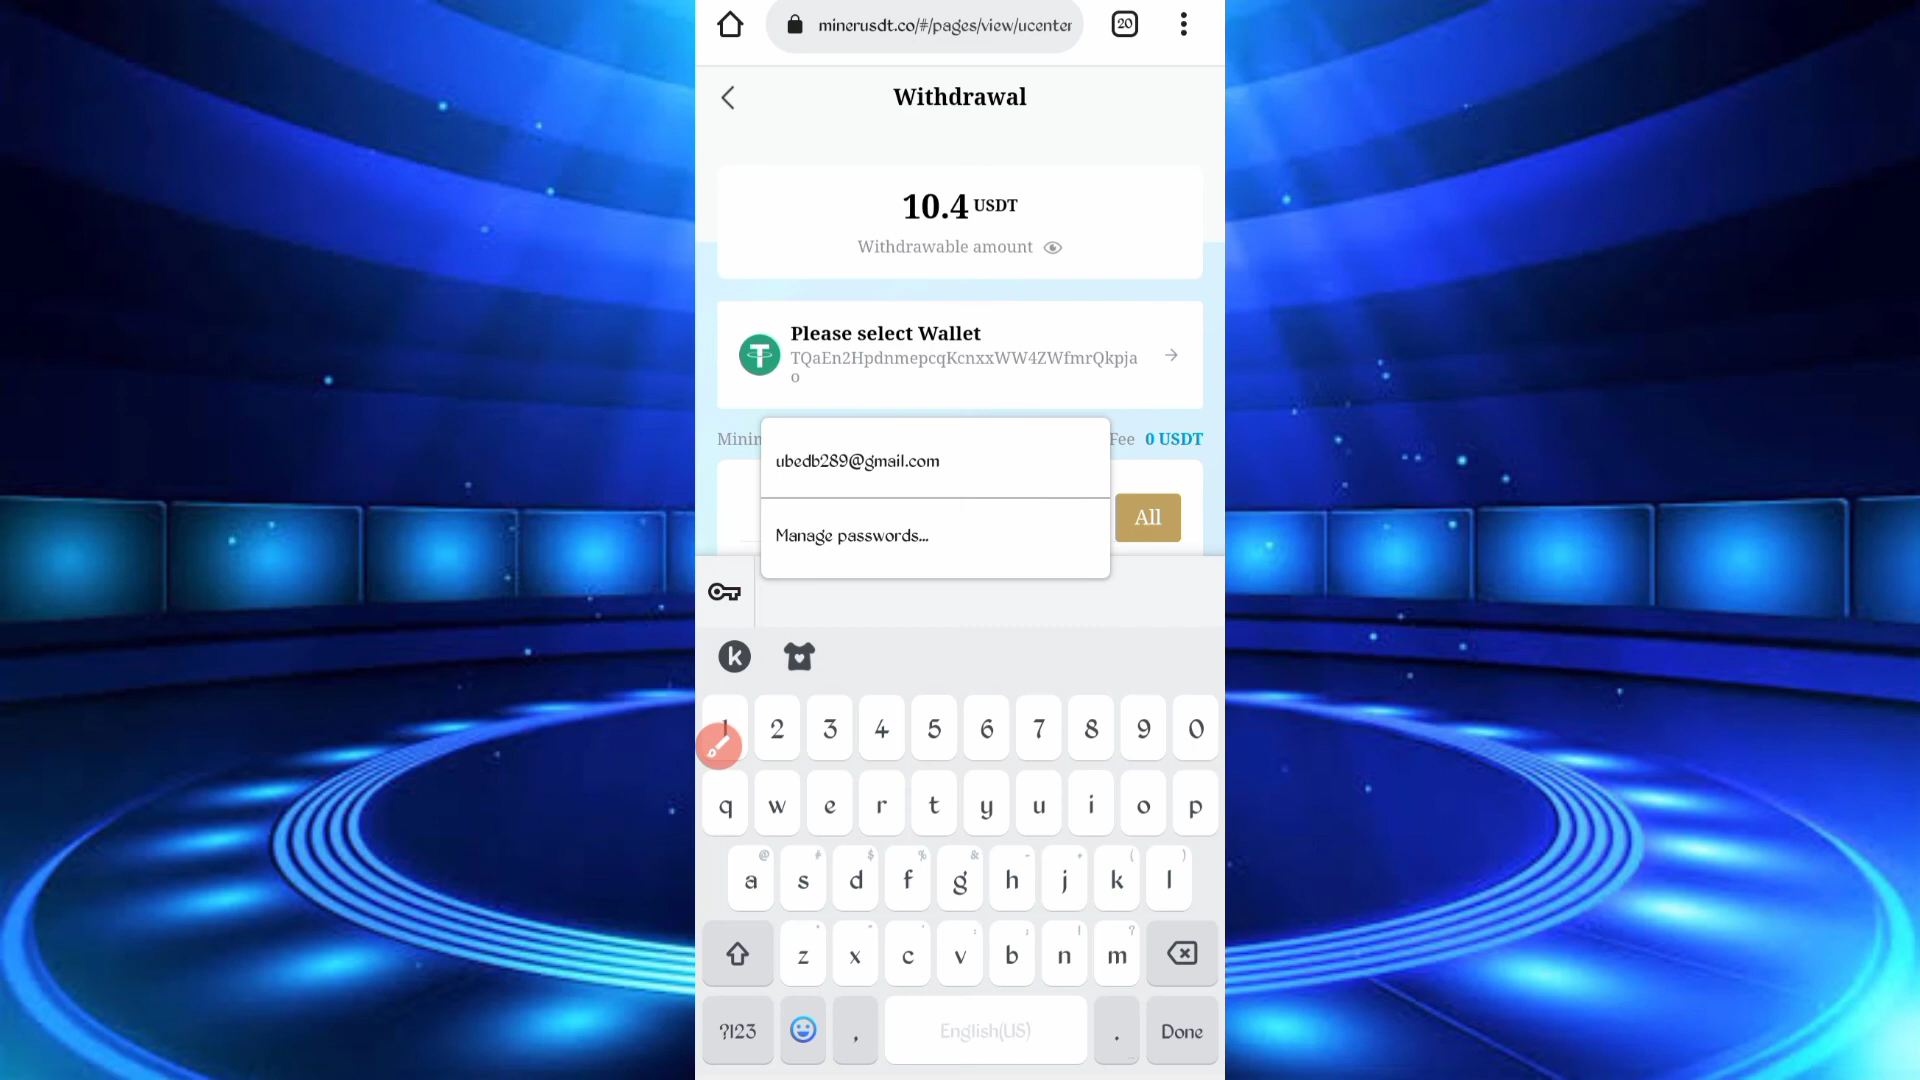 minerusdt.co/#/pages/view/ucenter
20
Withdrawal
10.4 USDT
Withdrawable amount
Please select Wallet
TQaEn2HpdnmepcqKcnxxWW4ZWfmrQkpja
o
Fee 0 USDT
ubedb289@gmail.com
All
Manage passwords...
k
1 2 3 4 5 6 7 8 9 0
q w e r t y u i o p
@ # $ % & - + ( )
a s d f g h j k l
z x c v b n m
?123 , English(US) . Done